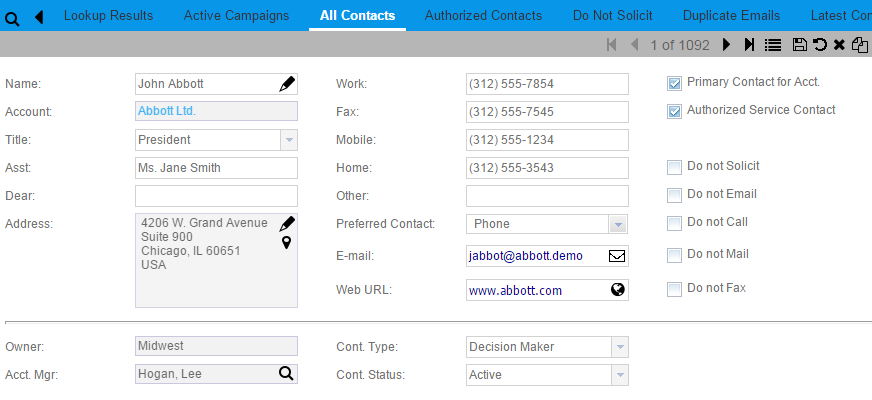 Lookup Results Active Campaigns All Contacts Authorized Contacts Do Not Solicit Duplicate Emails Latest Con
1 of 1092
Name: John Abbott Work: (312) 555-7854 Primary Contact for Acct.
Account: Abbott Ltd. Fax: (312) 555-7545 Authorized Service Contact
Title: President Mobile: (312) 555-1234
Asst: Ms. Jane Smith Home: (312) 555-3543 Do not Solicit
Dear: Other: Do not Email
Address: 4206 W. Grand Avenue Preferred Contact: Phone Do not Call
Suite 900
Chicago, IL 60651 E-mail: jabbot@abbott.demo Do not Mail
USA
Web URL: www.abbott.com Do not Fax
Owner: Midwest Cont. Type: Decision Maker
Acct. Mgr: Hogan, Lee Cont. Status: Active